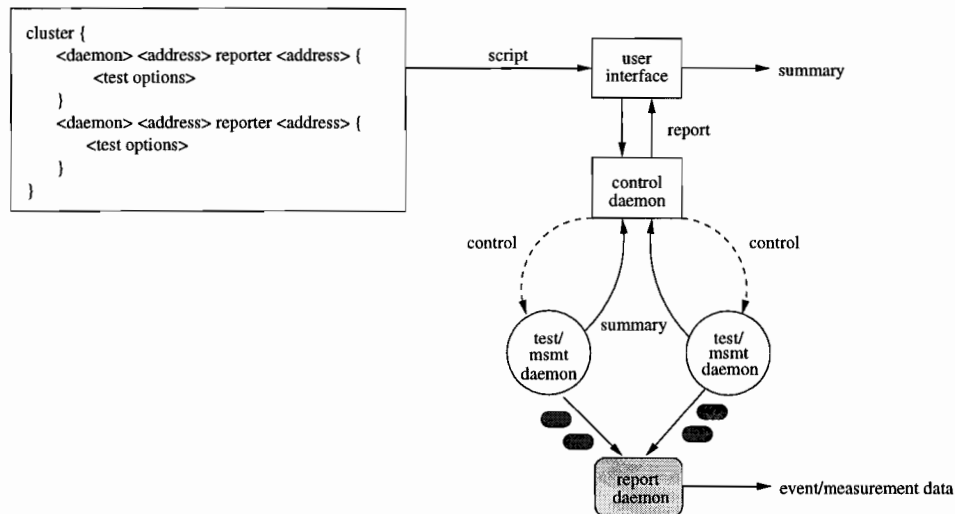 cluster {
<daemon> <address> reporter <address> {
<test options>
}
<daemon> <address> reporter <address> {
<test options>
}
}
script
user
interface
summary
report
control
daemon
control
control
summary
test/
msmt
daemon
test/
msmt
daemon
report
daemon
event/measurement data